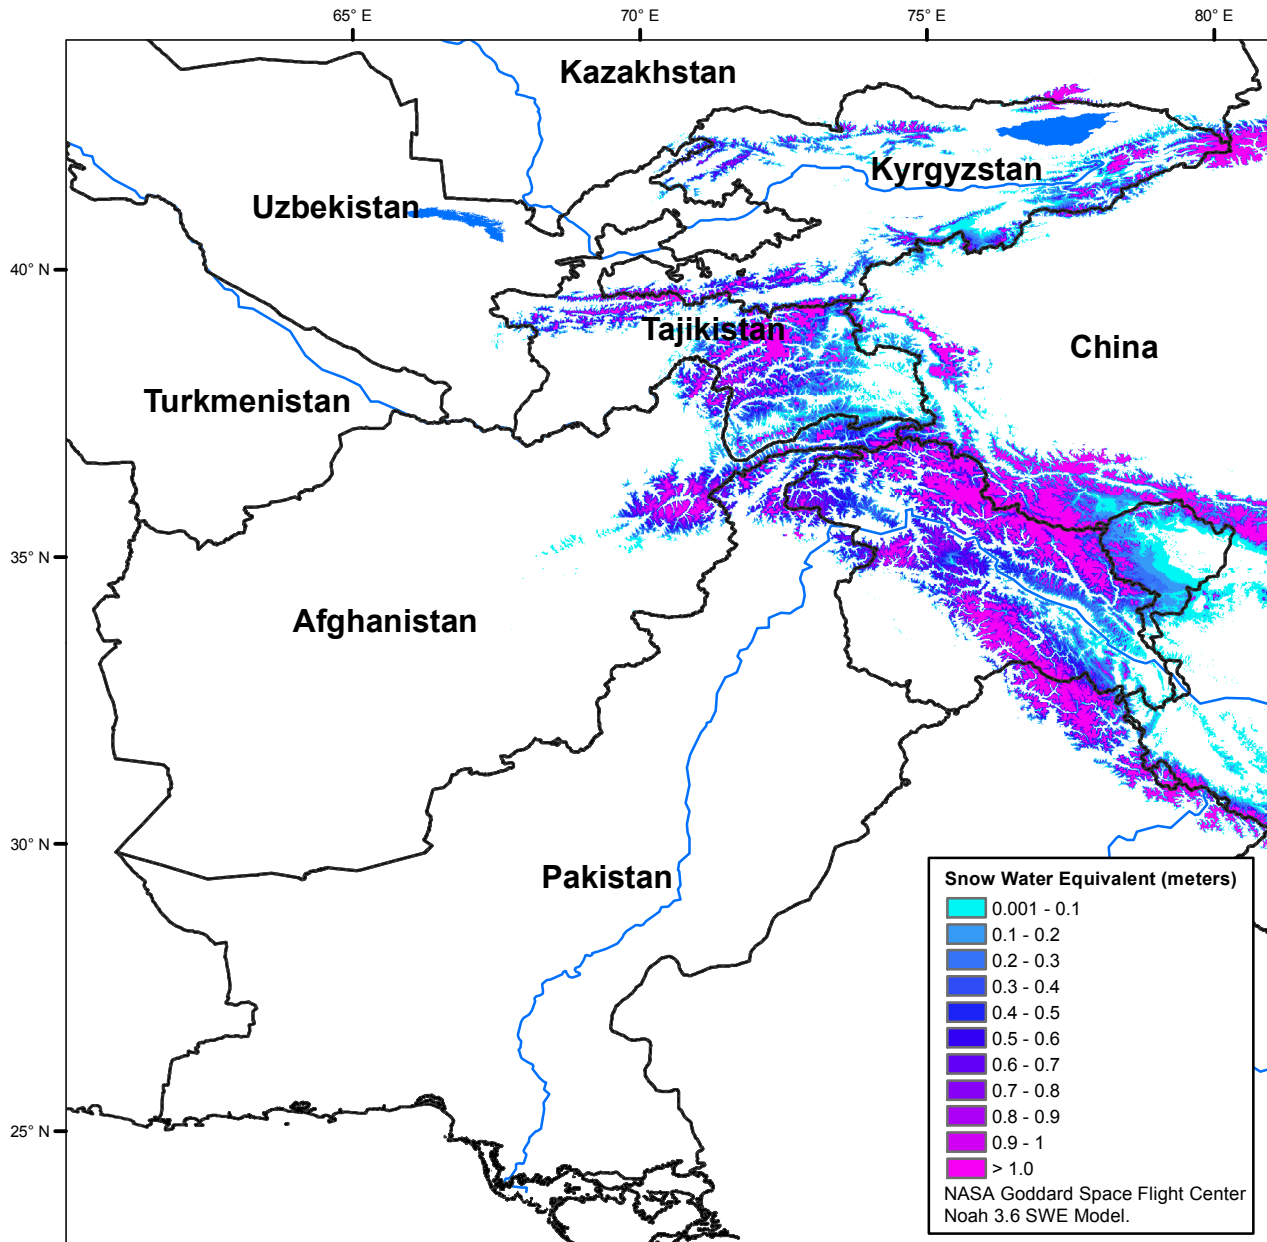 65° E
70° E
75° E
80° E
Kazakhstan
Kyrgyzstan
Uzbekistan
40° N
Tajikistan
China
Turkmenistan
35° N
Afghanistan
30° N
Pakistan
25° N
Snow Water Equivalent (meters)
0.001 - 0.1
0.1 - 0.2
0.2 - 0.3
0.3 - 0.4
0.4 - 0.5
0.5 - 0.6
0.6 - 0.7
0.7 - 0.8
0.8 - 0.9
0.9 - 1
> 1.0
NASA Goddard Space Flight Center
Noah 3.6 SWE Model.